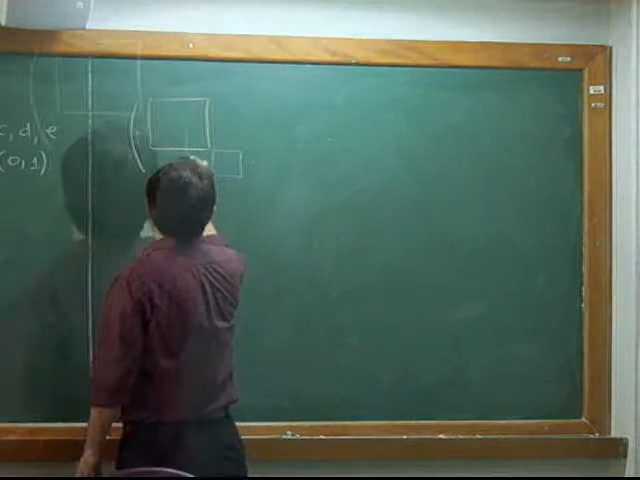 c, d, e
(0,1)